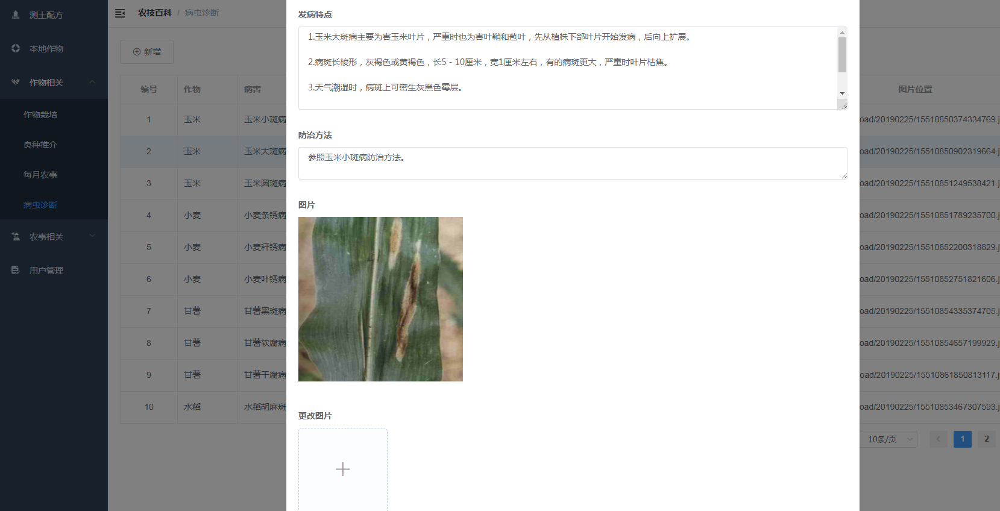 测土配方
本地作物
作物相关
作物栽培
良种推介
每月农事
病虫诊断
农事相关
用户管理
农技百科 / 病虫诊断
新增
编号 作物 病害 图片位置
1 玉米 玉米小斑病 oad/20190225/15510850374334769.j
2 玉米 玉米大斑病 oad/20190225/15510850902319664.j
3 玉米 玉米圆斑病 oad/20190225/15510851249538421.j
4 小麦 小麦条锈病 oad/20190225/15510851789235700.j
5 小麦 小麦秆锈病 oad/20190225/15510852200318829.j
6 小麦 小麦叶锈病 oad/20190225/15510852751821606.j
7 甘薯 甘薯黑斑病 oad/20190225/15510854335374705.j
8 甘薯 甘薯软腐病 oad/20190225/15510854657199929.j
9 甘薯 甘薯干腐病 oad/20190225/15510861850813117.j
10 水稻 水稻胡麻斑 oad/20190225/15510853467307593.j
10条/页 1 2
发病特点
1.玉米大斑病主要为害玉米叶片，严重时也为害叶鞘和苞叶，先从植株下部叶片开始发病，后向上扩展。
2.病斑长梭形，灰褐色或黄褐色，长5－10厘米，宽1厘米左右，有的病斑更大，严重时叶片枯焦。
3.天气潮湿时，病斑上可密生灰黑色霉层。
防治方法
参照玉米小斑病防治方法。
图片
更改图片